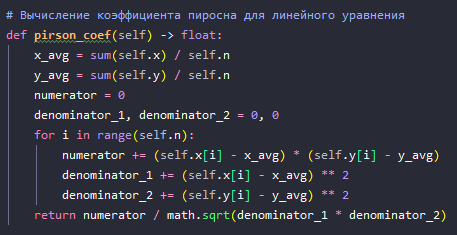 # Вычисление коэффициента пиросна для линейного уравнения
def pirson_coef(self) -> float:
    x_avg = sum(self.x) / self.n
    y_avg = sum(self.y) / self.n
    numerator = 0
    denominator_1, denominator_2 = 0, 0
    for i in range(self.n):
        numerator += (self.x[i] - x_avg) * (self.y[i] - y_avg)
        denominator_1 += (self.x[i] - x_avg) ** 2
        denominator_2 += (self.y[i] - y_avg) ** 2
    return numerator / math.sqrt(denominator_1 * denominator_2)